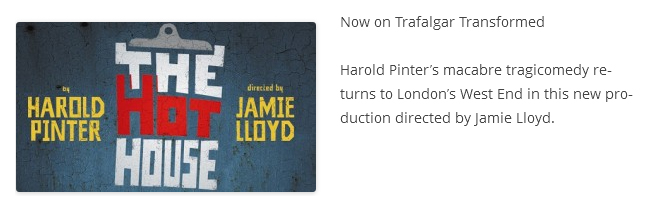 by
HAROLD
PINTER
THE
HOT
HOUSE
directed by
JAMIE
LLOYD
Now on Trafalgar Transformed
Harold Pinter’s macabre tragicomedy re-
turns to London’s West End in this new pro-
duction directed by Jamie Lloyd.